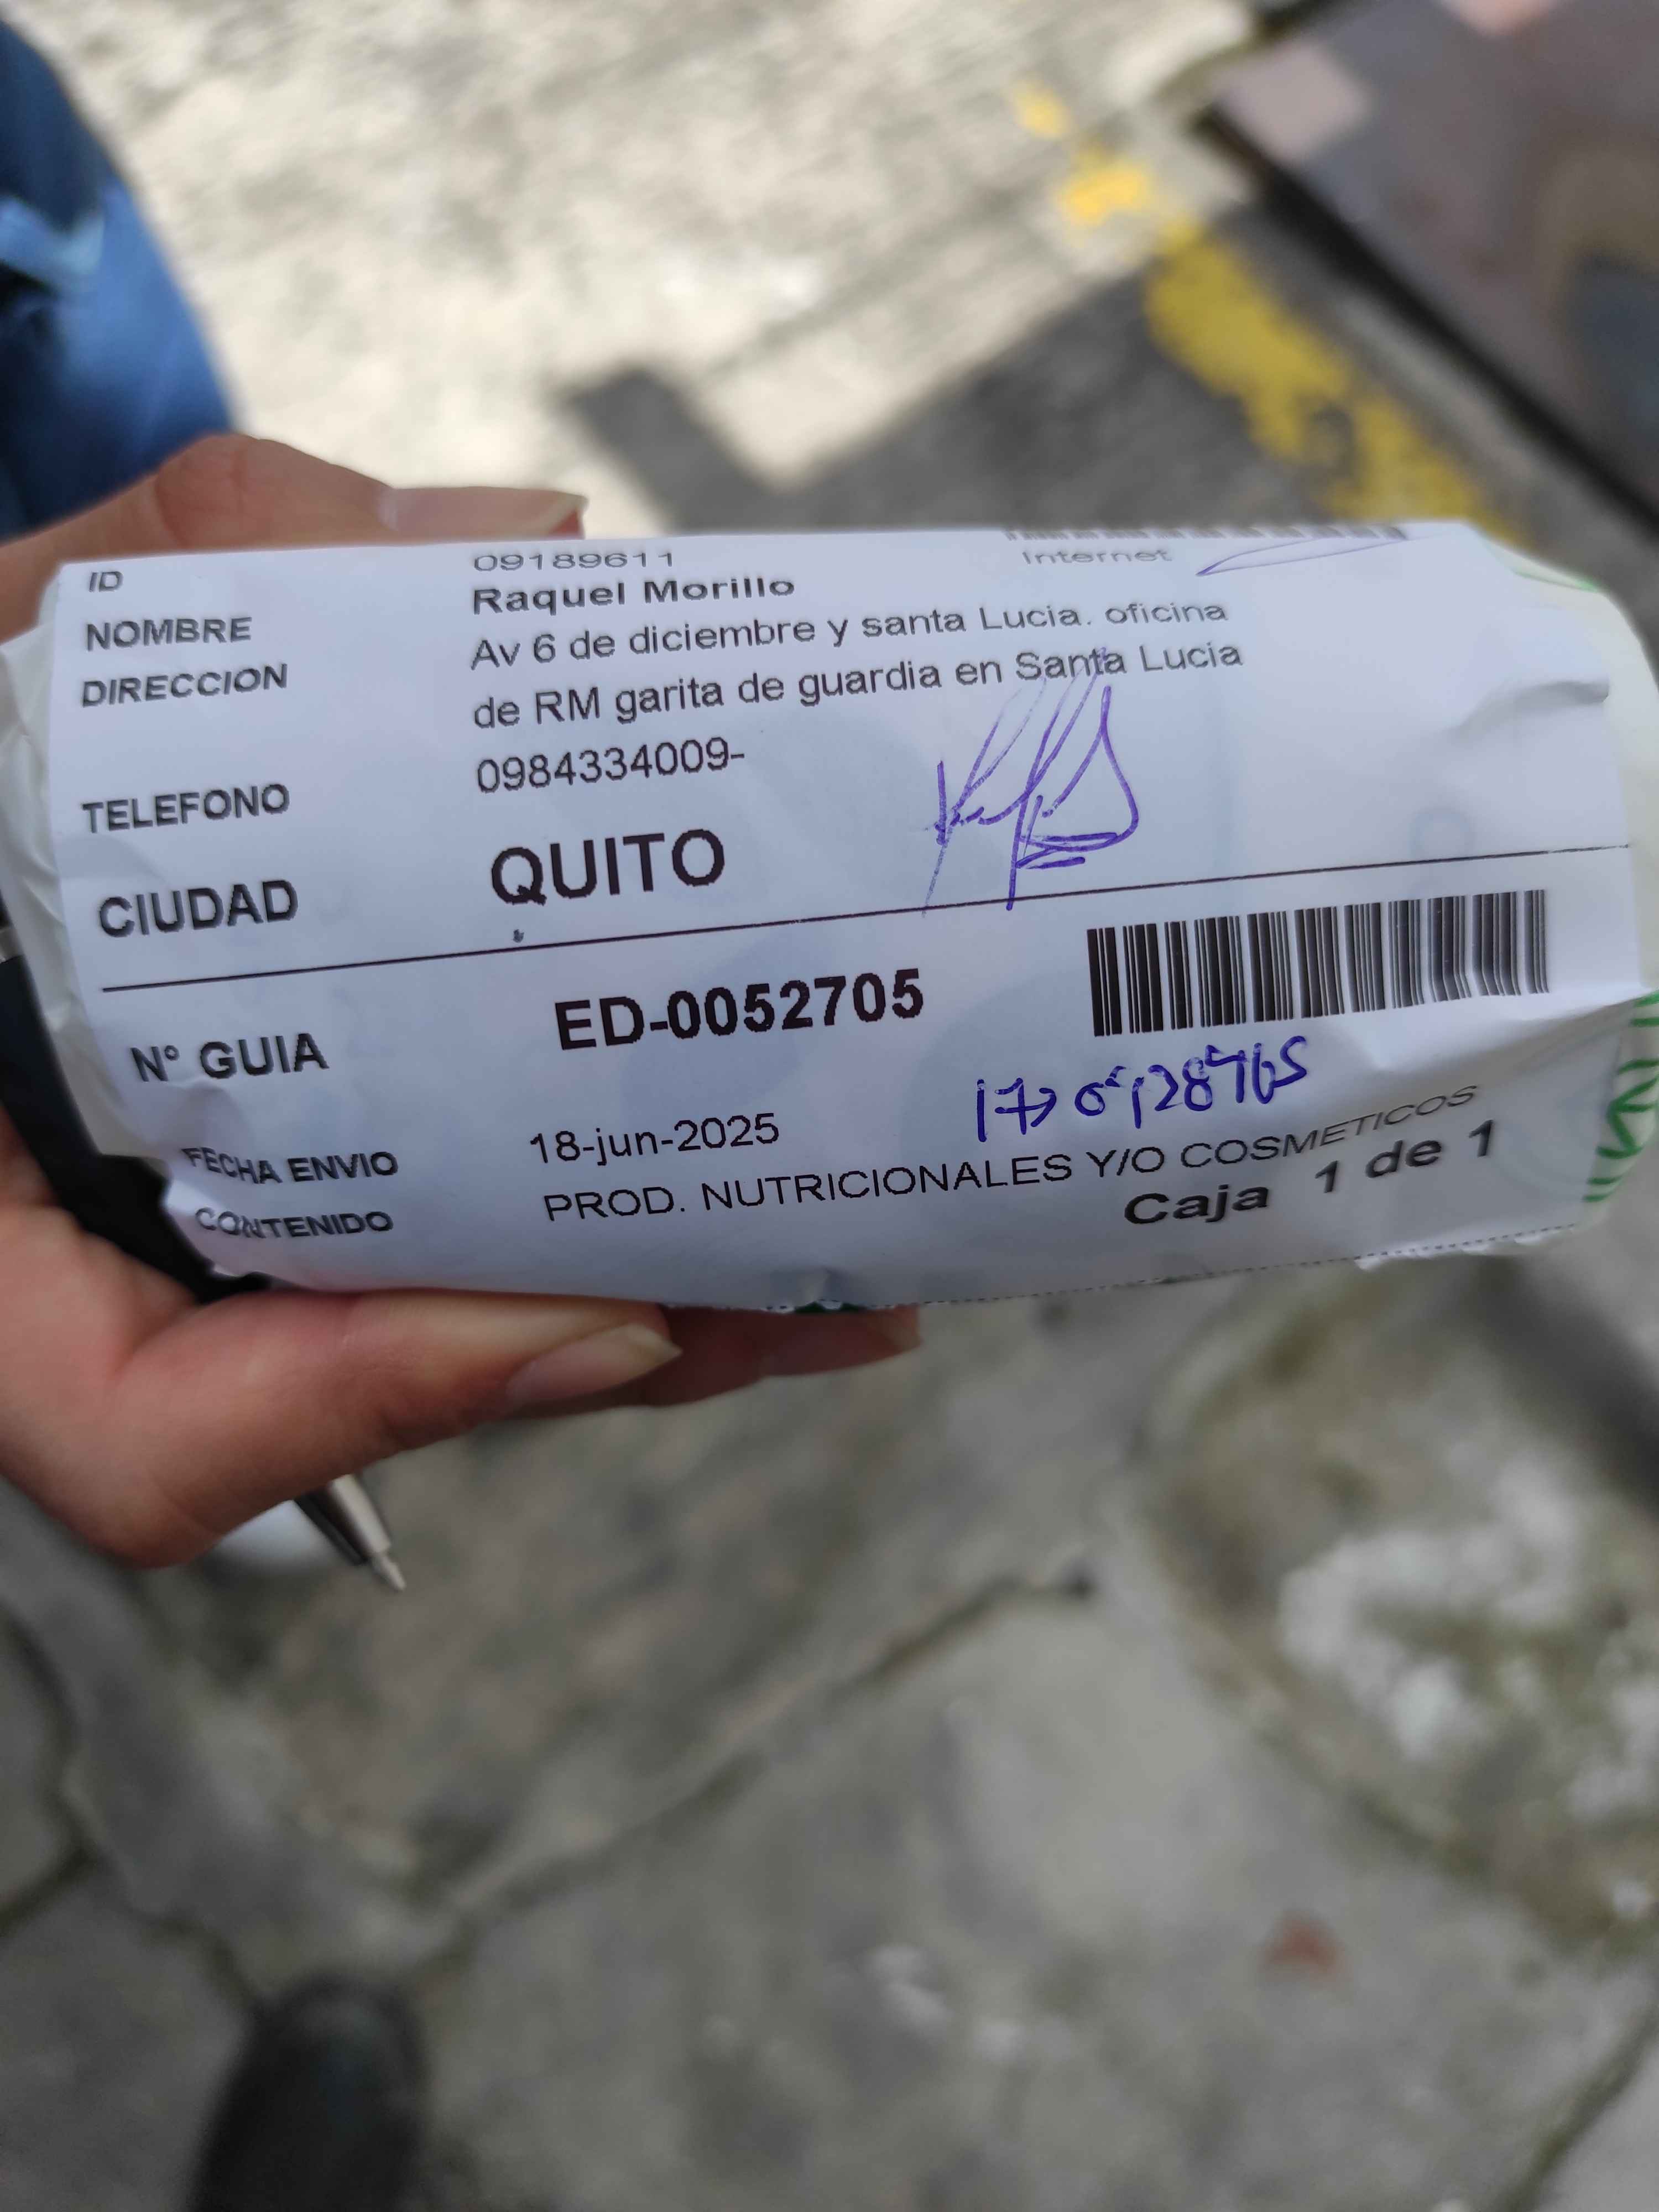 ID 09189611 Internet
NOMBRE Raquel Morillo
DIRECCION Av 6 de diciembre y santa Lucia. oficina
de RM garita de guardia en Santa Lucia
TELEFONO 0984334009-
CIUDAD QUITO
N° GUIA ED-0052705
FECHA ENVIO 18-jun-2025
CONTENIDO PROD. NUTRICIONALES Y/O COSMETICOS
Caja 1 de 1